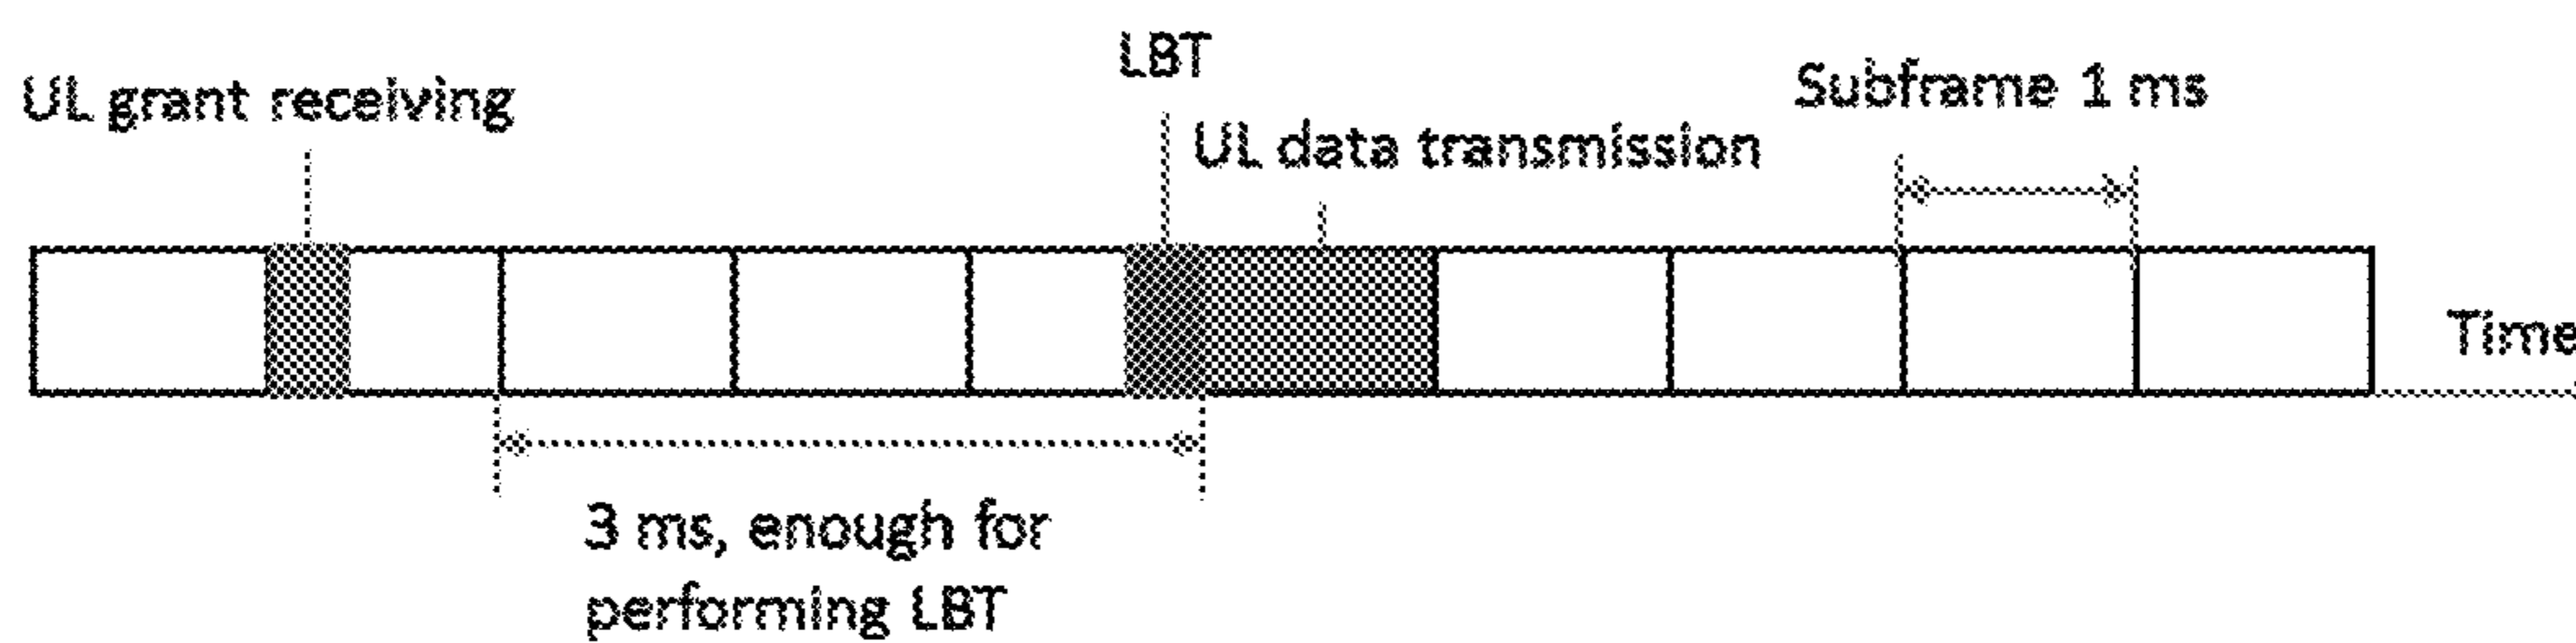 LBT
UL grant receiving
Subframe 1 ms
UL data transmission
Time
3 ms, enough for
performing LBT